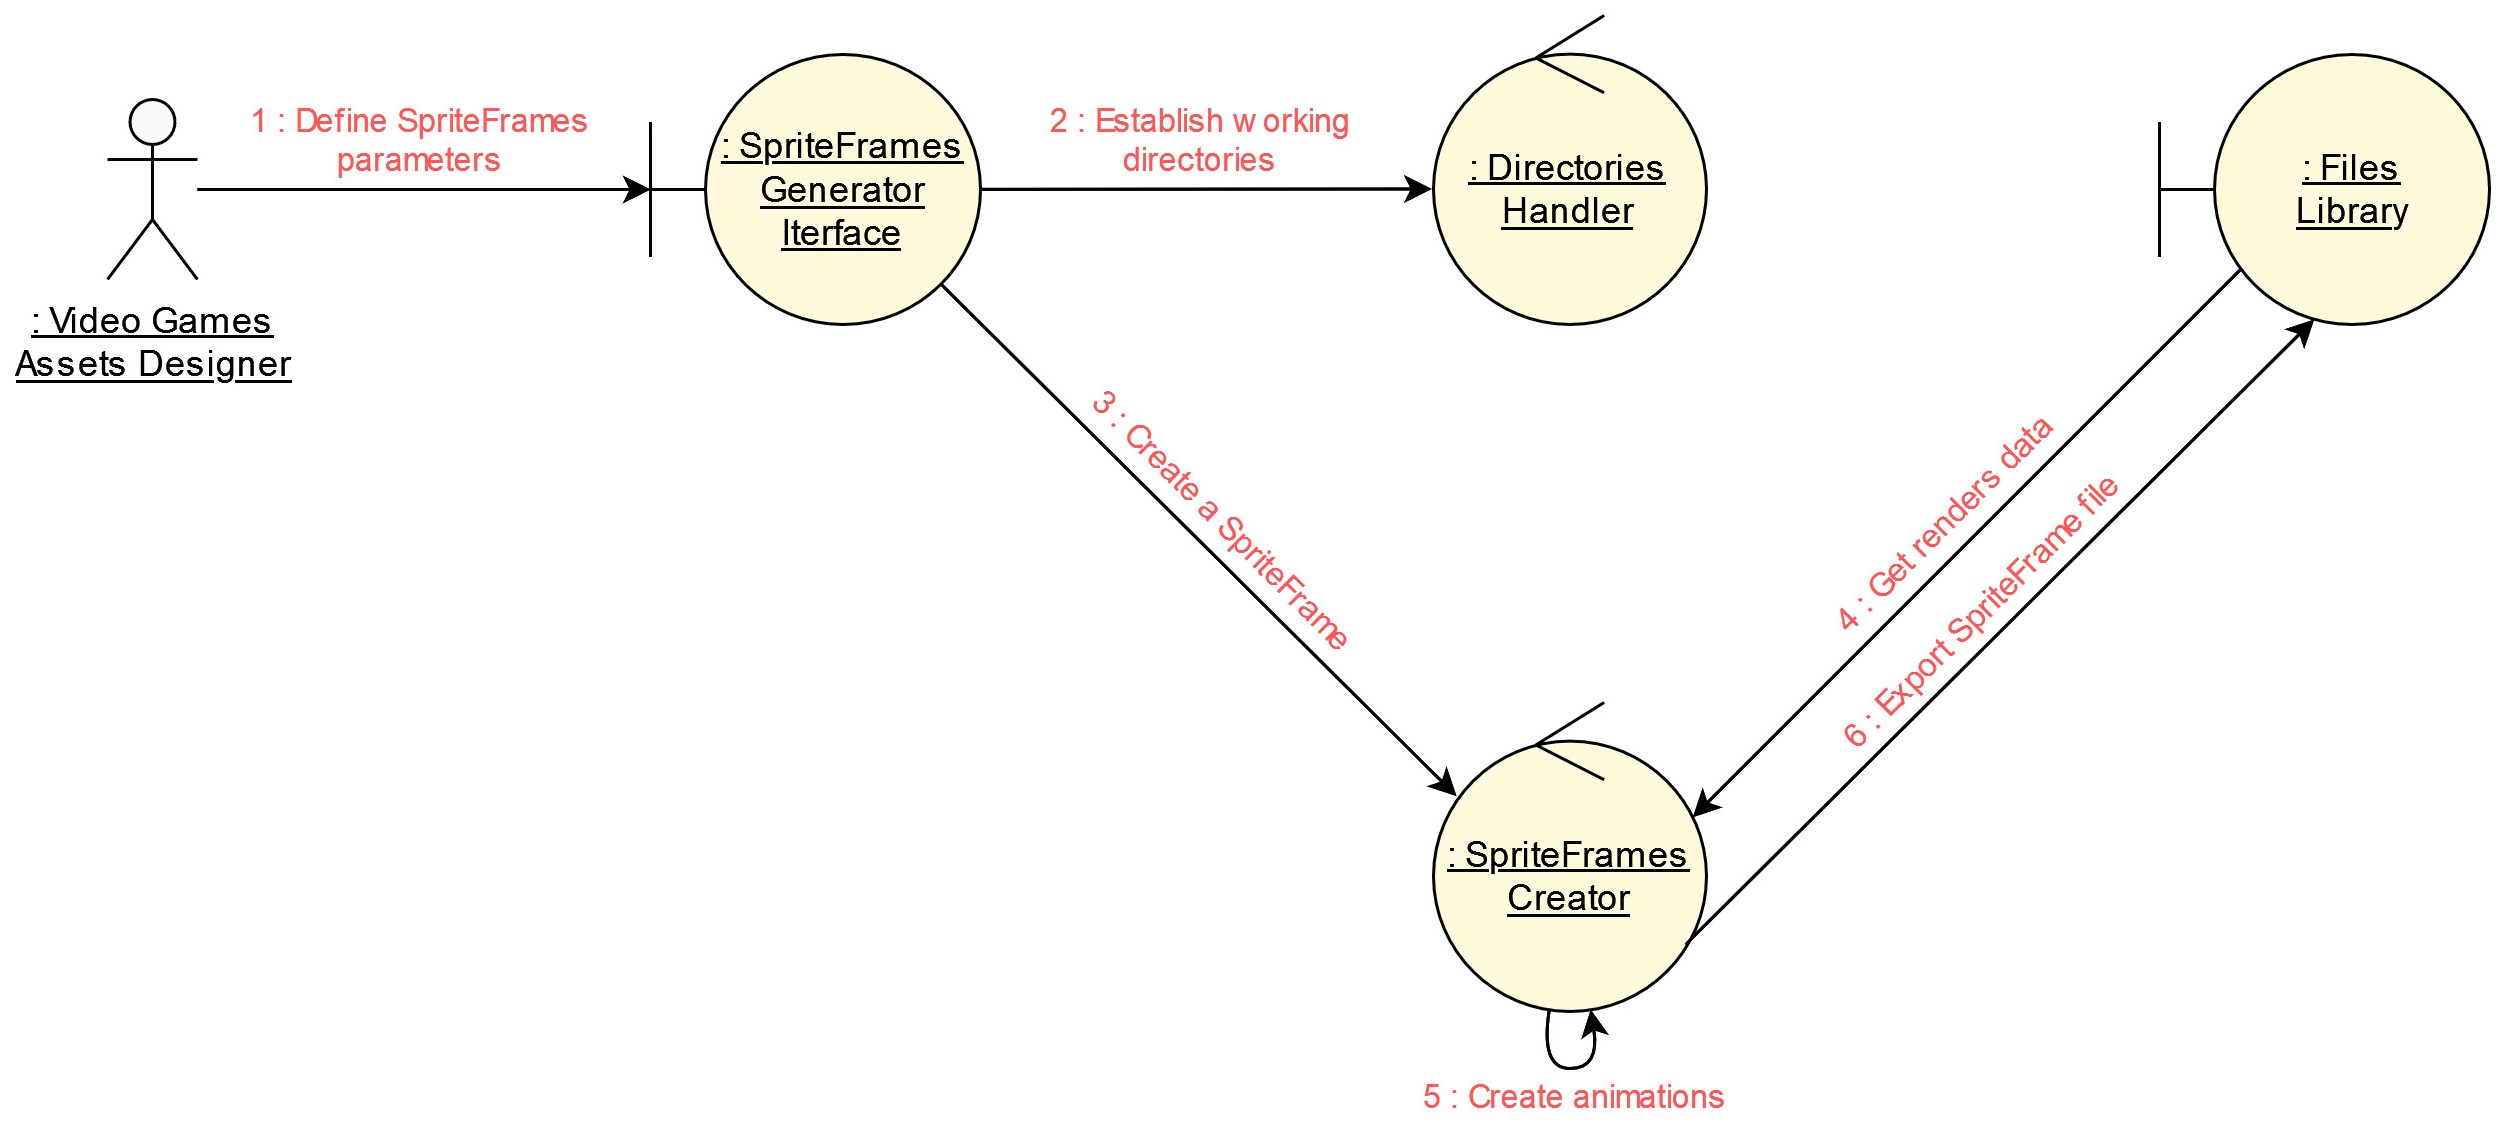 1 : Define SpriteFrames
parameters
: Video Games
Assets Designer
: SpriteFrames
Generator
Iterface
2 : Establish working
directories
: Directories
Handler
: Files
Library
3 : Create a SpriteFrame
4 : Get renders data
6 : Export SpriteFrame file
: SpriteFrames
Creator
5 : Create animations